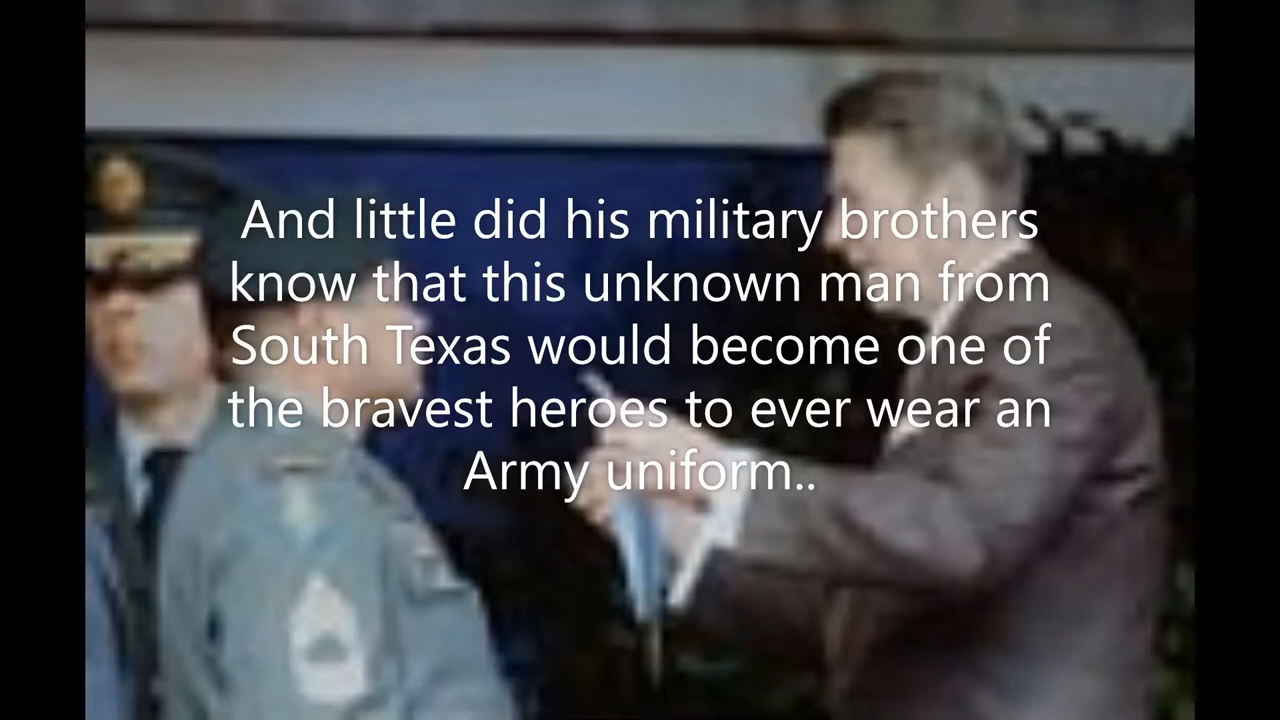 And little did his military brothers
know that this unknown man from
South Texas would become one of
the bravest heroes to ever wear an
Army uniform..